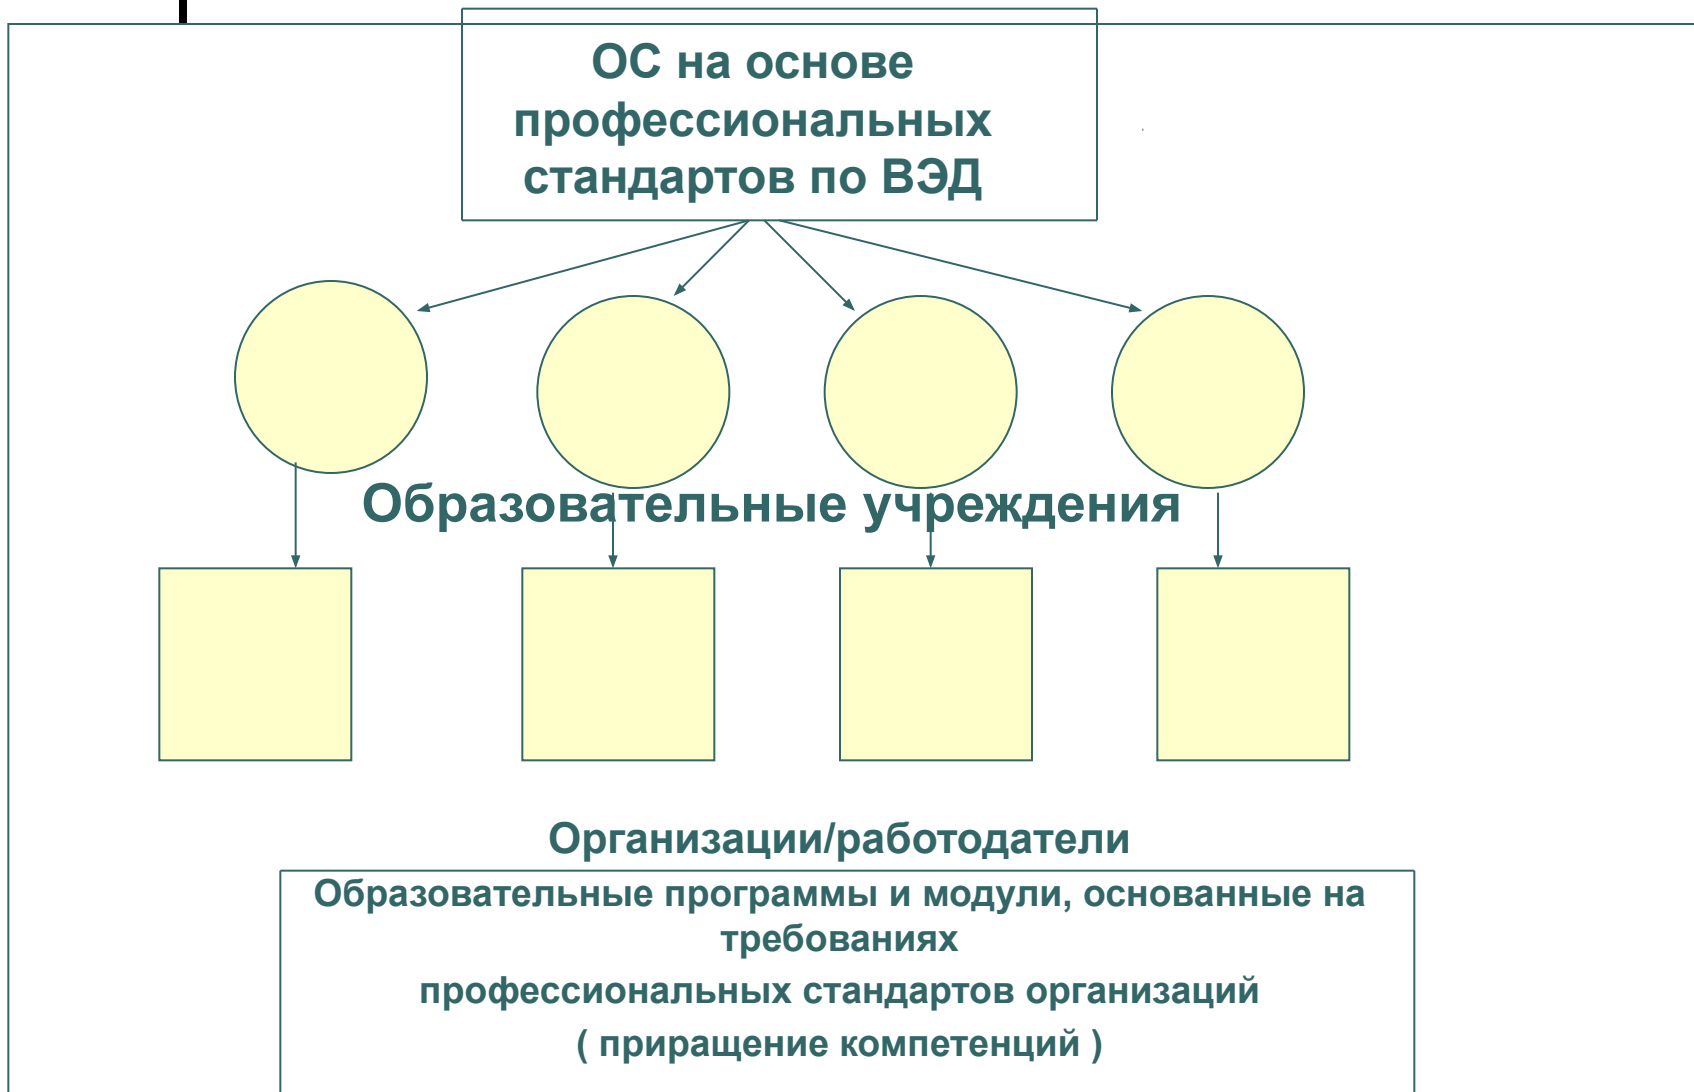 ОС на основе
профессиональных
стандартов по ВЭД
Образовательные учреждения
Организации/работодатели
Образовательные программы и модули, основанные на
требованиях
профессиональных стандартов организаций
( приращение компетенций )